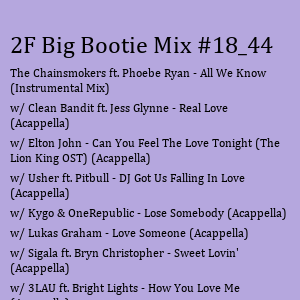 2F Big Bootie Mix #18_44
The Chainsmokers ft. Phoebe Ryan - All We Know
(Instrumental Mix)
w/ Clean Bandit ft. Jess Glynne - Real Love
(Acappella)
w/ Elton John - Can You Feel The Love Tonight (The
Lion King OST) (Acappella)
w/ Usher ft. Pitbull - DJ Got Us Falling In Love
(Acappella)
w/ Kygo & OneRepublic - Lose Somebody (Acappella)
w/ Lukas Graham - Love Someone (Acappella)
w/ Sigala ft. Bryn Christopher - Sweet Lovin'
(Acappella)
w/ 3LAU ft. Bright Lights - How You Love Me